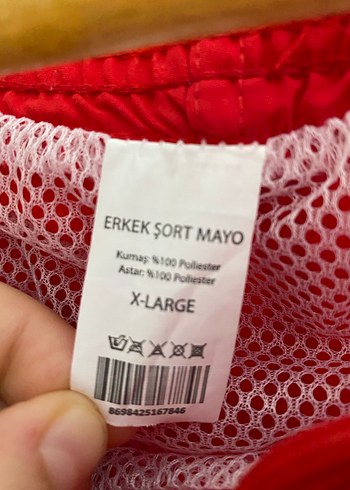 ERKEK ŞORT MAYO
Kumaş: %100 Poliester
Astar: %100 Poliester
X-LARGE
8698425167846